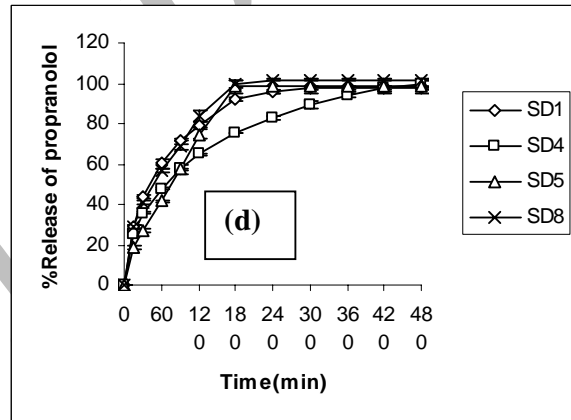 120
100
80
60
40
20
0
%Release of propranolol
(d)
0 60 12 18 24 30 36 42 48
0 0 0 0 0 0 0
Time(min)
SD1
SD4
SD5
SD8